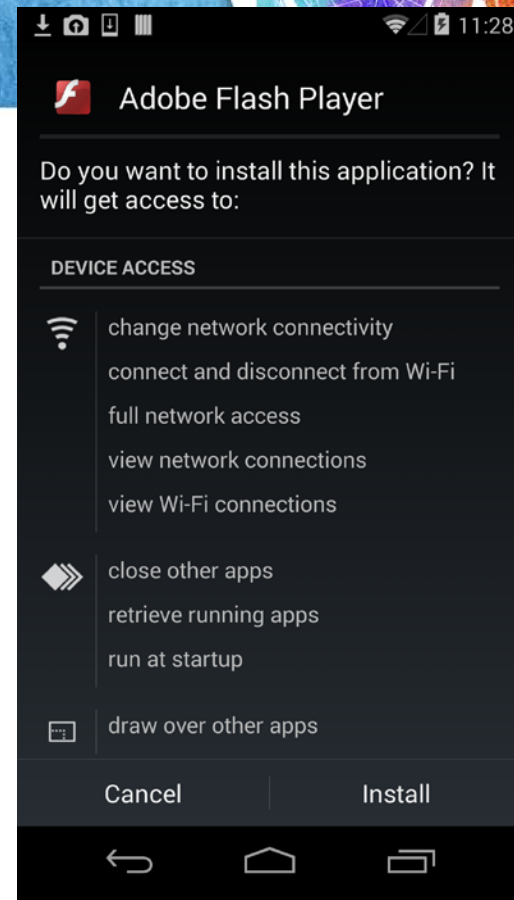 11:28
Adobe Flash Player
Do you want to install this application? It
will get access to:
DEVICE ACCESS
change network connectivity
connect and disconnect from Wi-Fi
full network access
view network connections
view Wi-Fi connections
close other apps
retrieve running apps
run at startup
draw over other apps
Cancel
Install